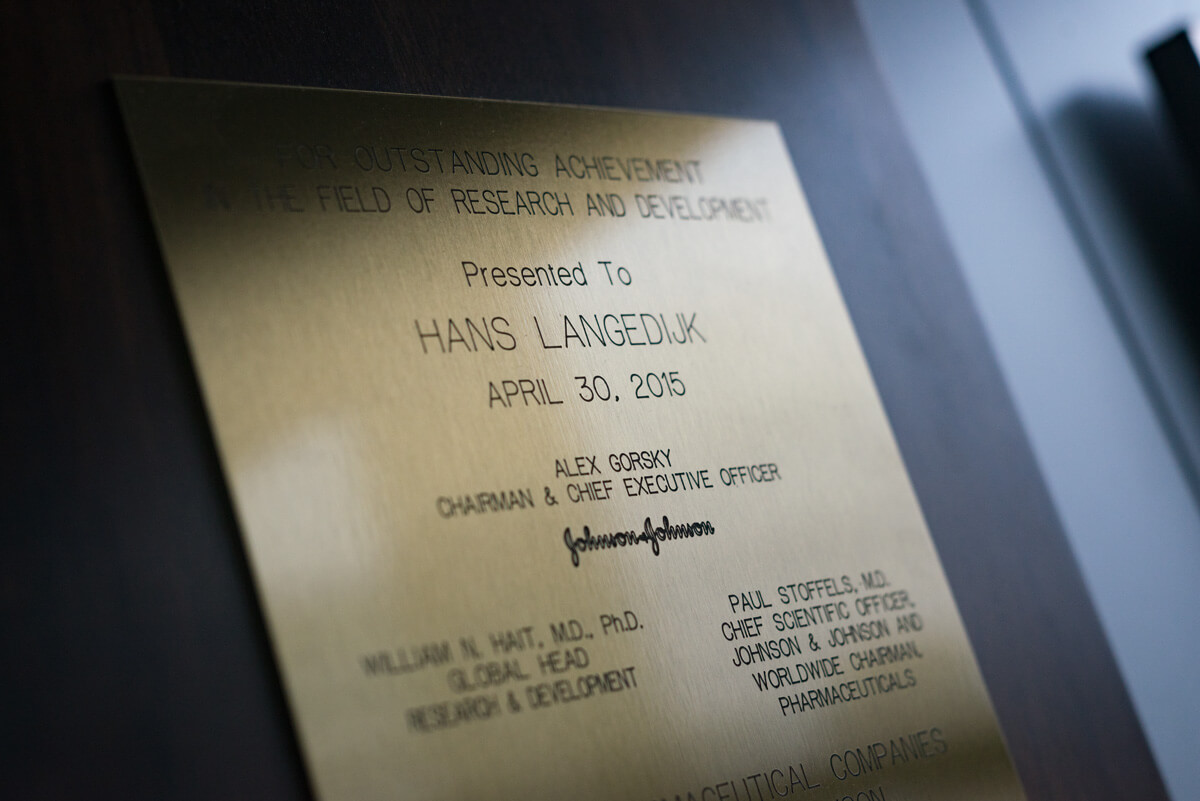 FOR OUTSTANDING ACHIEVEMENT
IN THE FIELD OF RESEARCH AND DEVELOPMENT
Presented To
HANS LANGEDIJK
APRIL 30, 2015
ALEX GORSKY
CHAIRMAN & CHIEF EXECUTIVE OFFICER
Johnson&Johnson
WILLIAM N. HAIT, M.D., Ph.D.
GLOBAL HEAD
RESEARCH & DEVELOPMENT
PAUL STOFFELS, M.D.
CHIEF SCIENTIFIC OFFICER,
JOHNSON & JOHNSON AND
WORLDWIDE CHAIRMAN,
PHARMACEUTICALS
COMPANIES